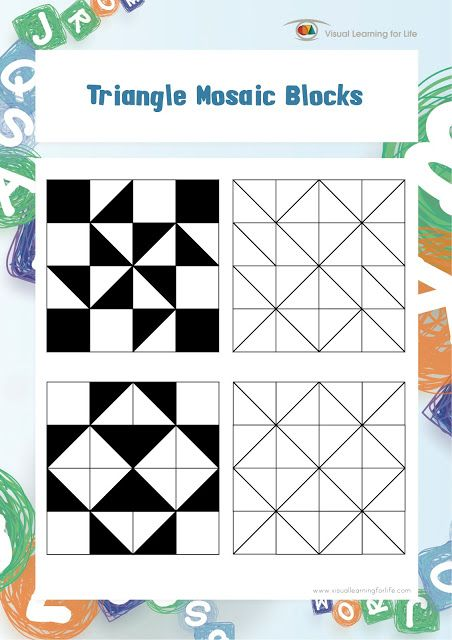 Visual Learning for Life
Triangle Mosaic Blocks
www.visuallearningforlife.com